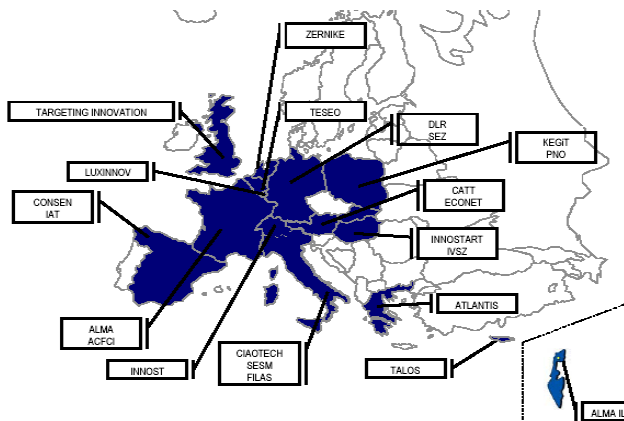 ZERNIKE
TARGETING INNOVATION
TESEO
DLR
SEZ
KEGIT
PNO
LUXINNOV
CATT
ECONET
CONSEN
IAT
INNOSTART
IVSZ
ATLANTIS
ALMA
ACFCI
INNOST
CIAOTECH
SESM
FILAS
TALOS
ALMA IL